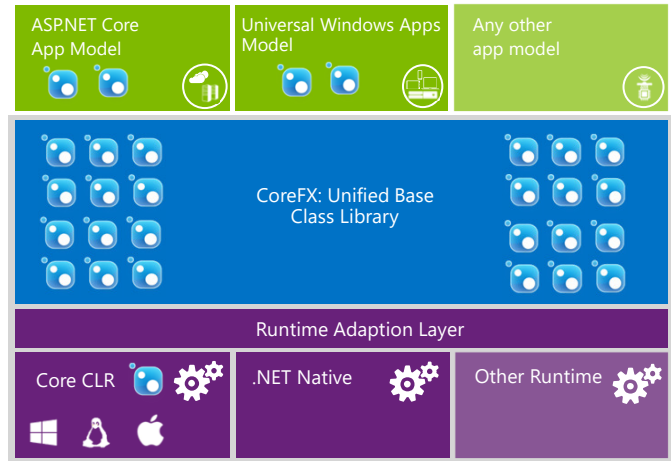 ASP.NET Core
App Model
Universal Windows Apps
Model
Any other
app model
CoreFX: Unified Base
Class Library
Runtime Adaption Layer
Core CLR
.NET Native
Other Runtime